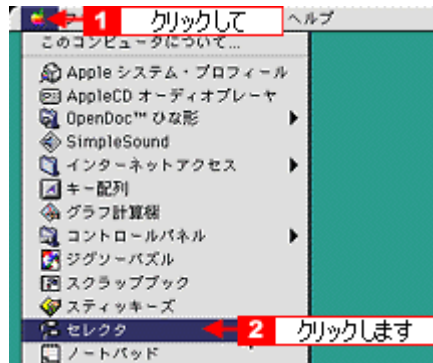 1 クリックして ヘルプ
このコンピュータについて...
Apple システム・プロフィール
AppleCD オーディオプレーヤ
OpenDoc™ ひな形
SimpleSound
インターネットアクセス
キー配列
グラフ計算機
コントロールパネル
ジグソーパズル
スクラップブック
スティッキーズ
セレクタ 2 クリックします
ノートパッド